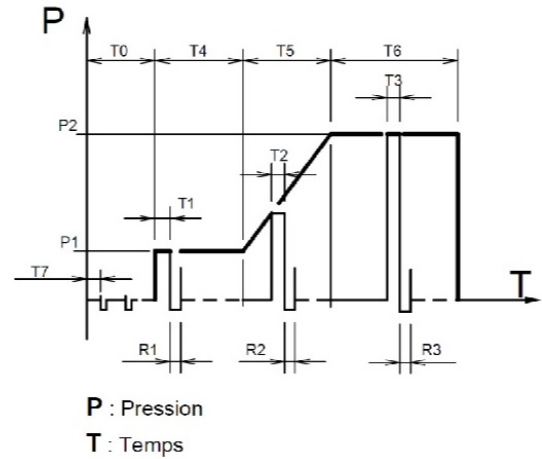 P
T0 T4 T5 T6
T3
P2
T2
T1
P1
T7
T
R1 R2 R3
P : Pression
T : Temps